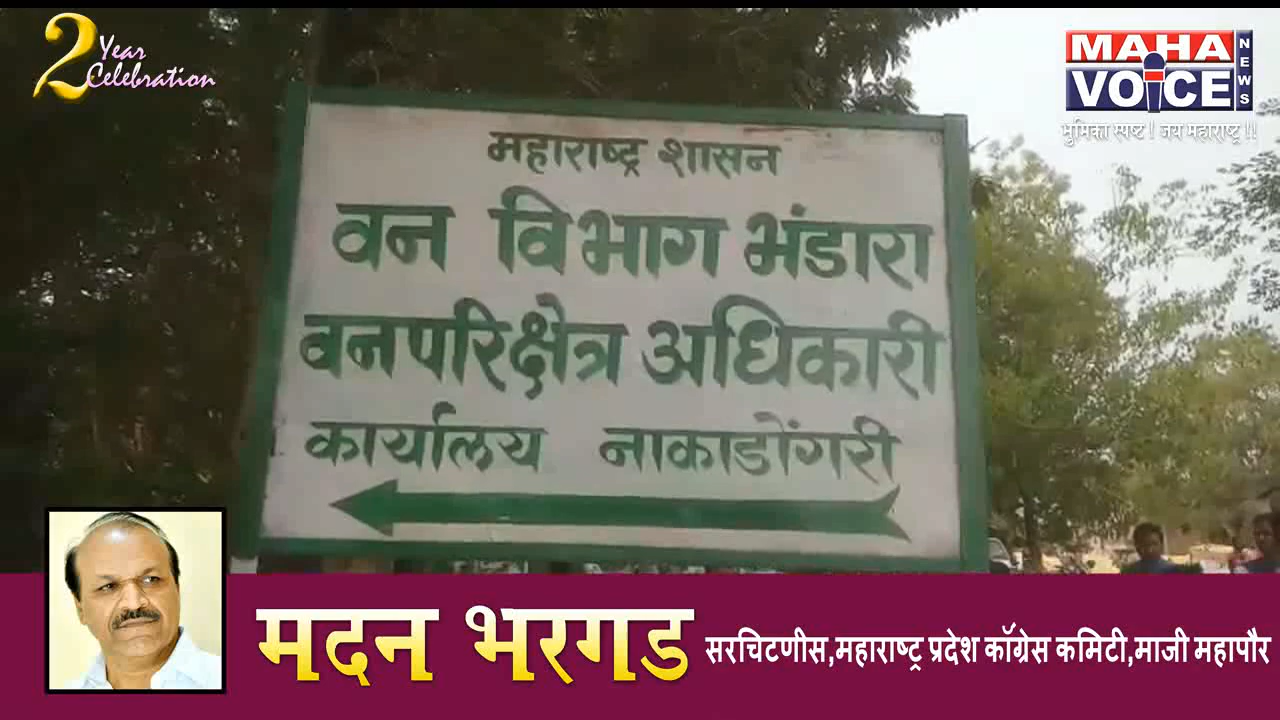 2 Year Celebration
MAHA VOICE NEWS
भुमिका स्पष्ट ! जय महाराष्ट्र !!
महाराष्ट्र शासन
वन विभाग भंडारा
वनपरिक्षेत्र अधिकारी
कार्यालय नाकाडोंगरी
मदन भरगड सरचिटणीस,महाराष्ट्र प्रदेश कॉग्रेस कमिटी,माजी महापौर